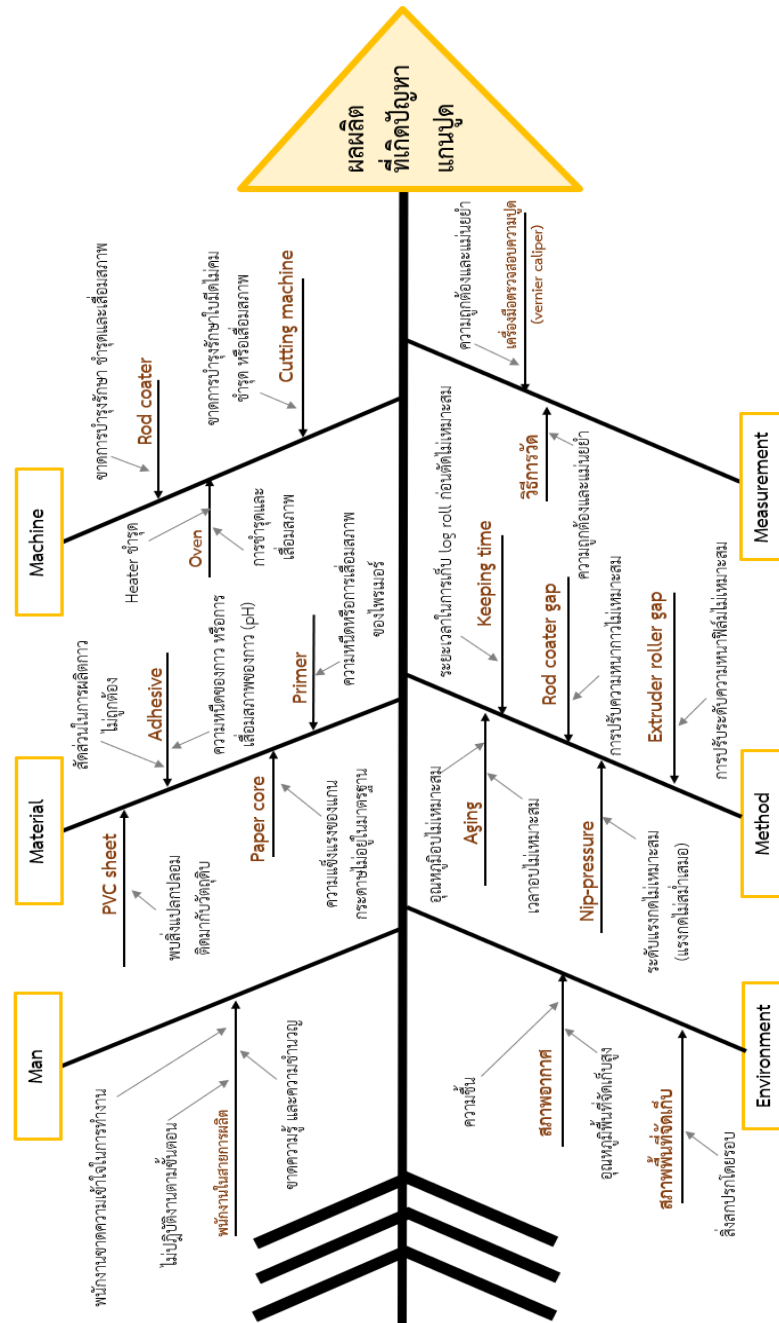 Man
พนักงานขาดความเข้าใจในการทำงาน
ไม่ปฏิบัติงานตามขั้นตอน
พนักงานในสายการผลิต
ขาดความรู้ และความชำนวญ
Material
PVC sheet
พบสิ่งแปลกปลอม
ติดมากับวัตถุดิบ
สัดส่วนในการผลิตกาว
ไม่ถูกต้อง
Adhesive
ความหนืดของกาว หรือการ
เสื่อมสภาพของกาว (pH)
Paper core
ความแข็งแรงของแกน
กระดาษไม่อยู่ในมาตรฐาน
Primer
ความหนืดหรือการเสื่อมสภาพ
ของไพรเมอร์
Machine
ขาดการบำรุงรักษา ชำรุดและเสื่อมสภาพ
Rod coater
Heater ชำรุด
Oven
การชำรุดและ
เสื่อมสภาพ
ขาดการบำรุงรักษาใบมีดไม่คม
ชำรุด หรือเสื่อมสภาพ
Cutting machine
ผลผลิต
ที่เกิดปัญหา
แกนปูด
ความชื้น
สภาพอากาศ
อุณหภูมิพื้นที่จัดเก็บสูง
สภาพพื้นที่จัดเก็บ
สิ่งสกปรกโดยรอบ
Environment
อุณหภูมิอบไม่เหมาะสม
Aging
เวลาอบไม่เหมาะสม
Nip-pressure
ระดับแรงกดไม่เหมาะสม
(แรงกดไม่สม่ำเสมอ)
ระยะเวลาในการเก็บ log roll ก่อนตัดไม่เหมาะสม
Keeping time
Rod coater gap
การปรับความหนากาวไม่เหมาะสม
Extruder roller gap
การปรับระดับความหนาฟิล์มไม่เหมาะสม
Method
ความถูกต้องและแม่นยยำ
เครื่องมือตรวจสอบความปูด
(vernier caliper)
วิธีการวัด
ความถูกต้องและแม่นยยำ
Measurement